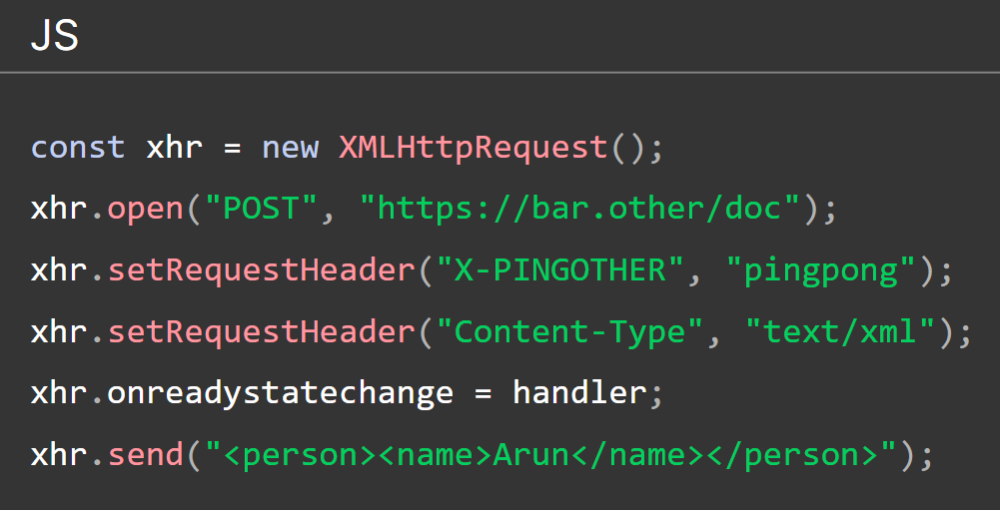 JS
const xhr = new XMLHttpRequest();
xhr.open("POST", "https://bar.other/doc");
xhr.setRequestHeader("X-PINGOTHER", "pingpong");
xhr.setRequestHeader("Content-Type", "text/xml");
xhr.onreadystatechange = handler;
xhr.send("<person><name>Arun</name></person>");